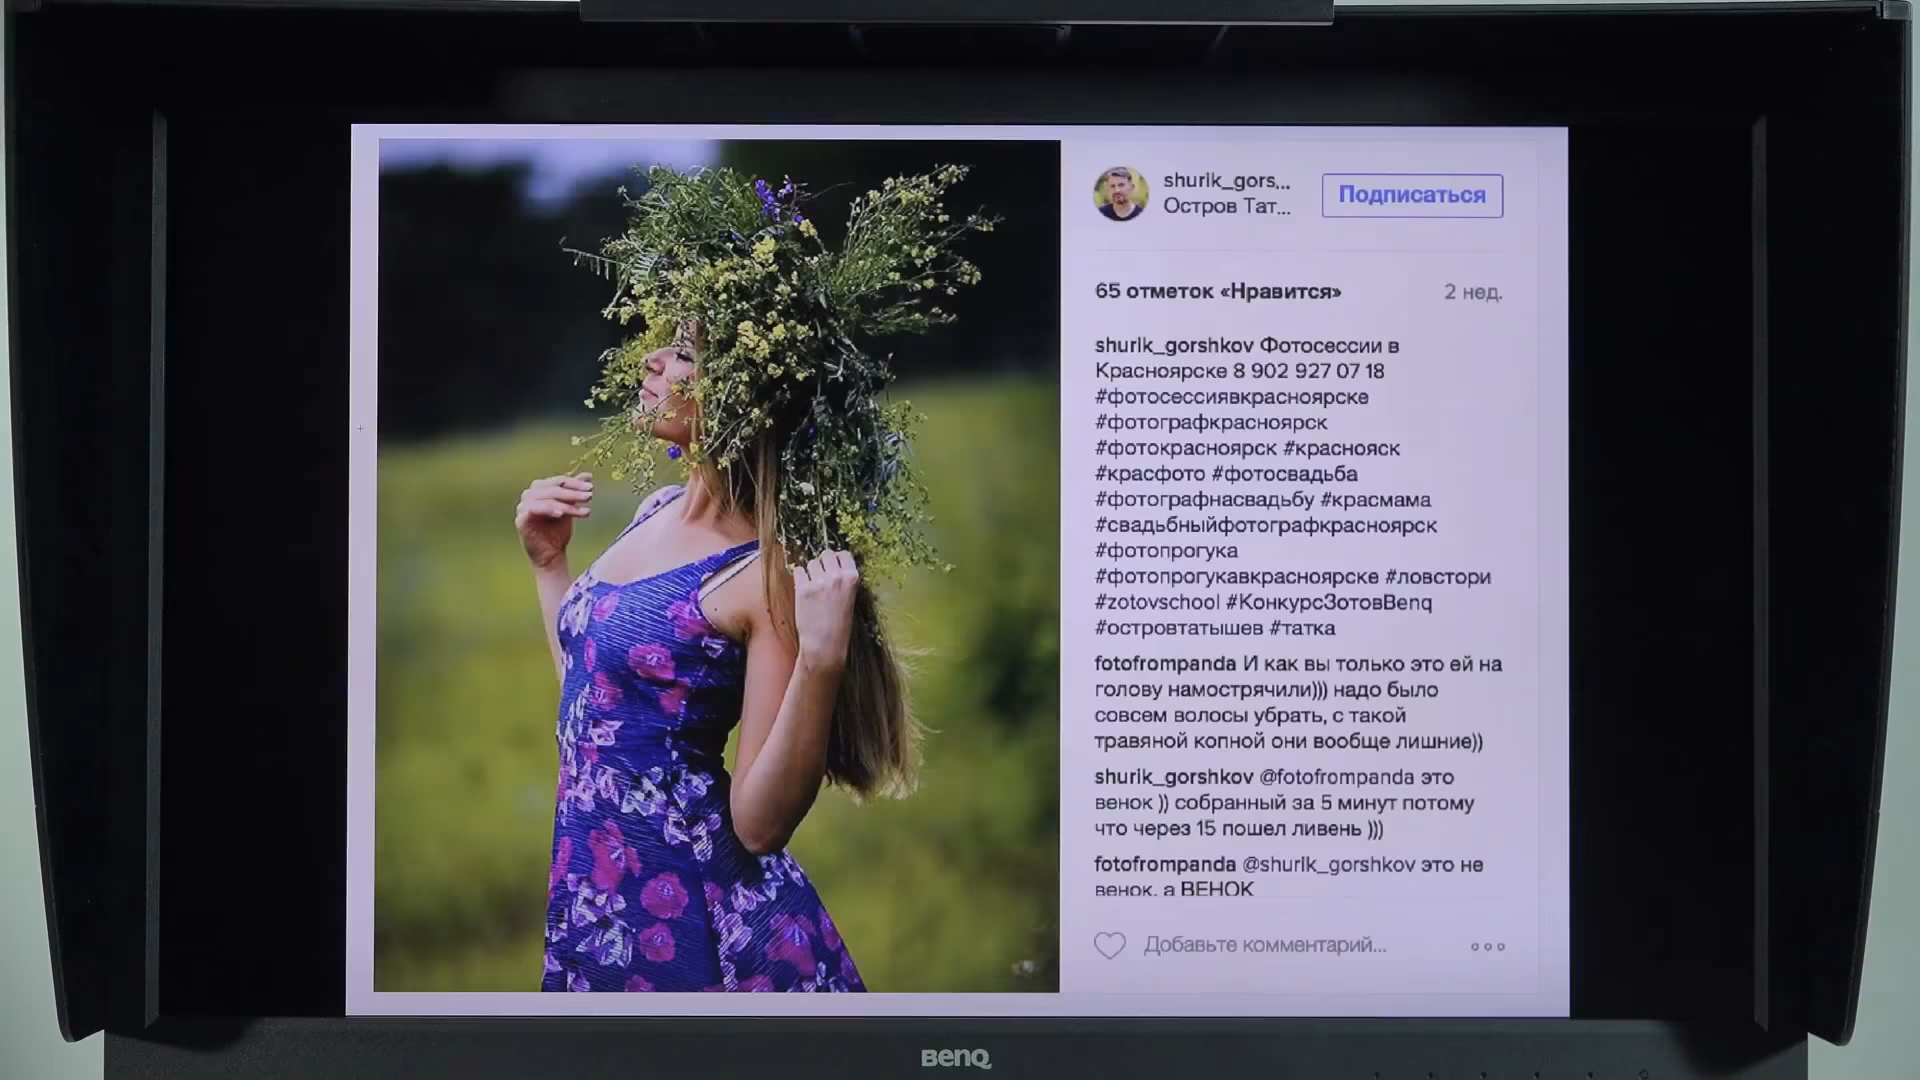 shurik_gors...
Остров Тат...
Подписаться
65 отметок «Нравится»
2 нед.
shurik_gorshkov Фотосессии в
Красноярске 8 902 927 07 18
#фотосессиявкрасноярске
#фотографкрасноярск
#фотокрасноярск #краснояск
#красфото #фотосвадьба
#фотографнасвадьбу #красмама
#свадьбныйфотографкрасноярск
#фотопрогука
#фотопрогукавкрасноярске #ловстори
#zotovschool #КонкурсЗотовBenq
#островтатышев #татка
fotofrompanda И как вы только это ей на
голову намострячили))) надо было
совсем волосы убрать, с такой
травяной копной они вообще лишние))
shurik_gorshkov @fotofrompanda это
венок )) собранный за 5 минут потому
что через 15 пошел ливень )))
fotofrompanda @shurik_gorshkov это не
венок, а ВЕНОК
Добавьте комментарий...
BenQ